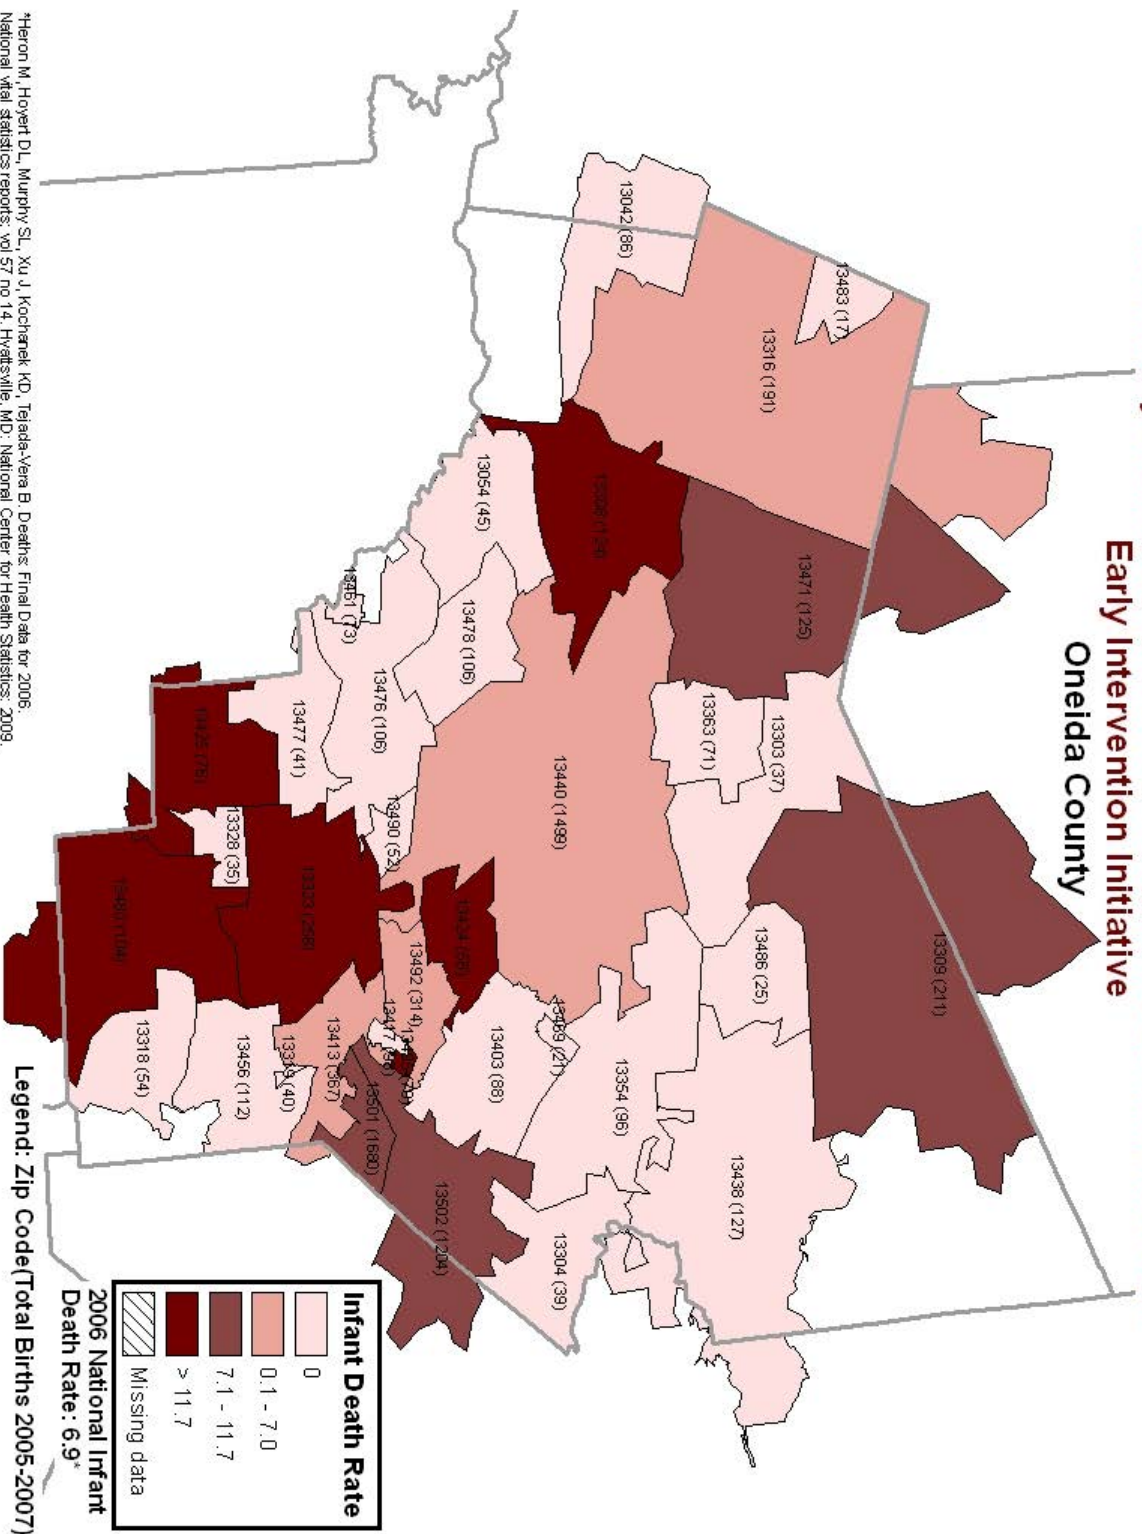 Early Intervention Initiative
Oneida County
13483 (17)
13042 (86)
13316 (191)
13471 (125)
13054 (45)
13478 (106)
13363 (71)
13303 (37)
13309 (211)
13440 (1499)
13476 (106)
13477 (41)
13490 (52)
13328 (35)
13486 (25)
13492 (314)
13403 (88)
13354 (96)
13438 (127)
13413 (367)
13456 (112)
13318 (54)
13501 (1680)
13502 (1204)
13304 (39)
Infant Death Rate
0
0.1 - 7.0
7.1 - 11.7
> 11.7
Missing data
2006 National Infant
Death Rate: 6.9*
Legend: Zip Code(Total Births 2005-2007)
*Heron M, Hoyert DL, Murphy SL, Xu J, Kochanek KD, Tejada-Vera B. Deaths: Final Data for 2006.
National vital statistics reports; vol 57 no 14. Hyattsville, MD: National Center for Health Statistics; 2009.